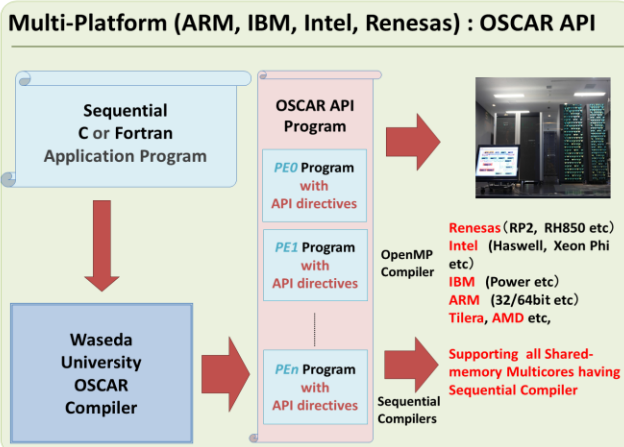 Multi-Platform (ARM, IBM, Intel, Renesas) : OSCAR API
Sequential
C or Fortran
Application Program
Waseda
University
OSCAR
Compiler
OSCAR API
Program
PE0 Program
with
API directives
PE1 Program
with
API directives
PEn Program
with
API directives
OpenMP
Compiler
Sequential
Compilers
Renesas(RP2, RH850 etc)
Intel (Haswell, Xeon Phi
etc)
IBM (Power etc)
ARM (32/64bit etc)
Tilera, AMD etc,
Supporting all Shared-
memory Multicores having
Sequential Compiler